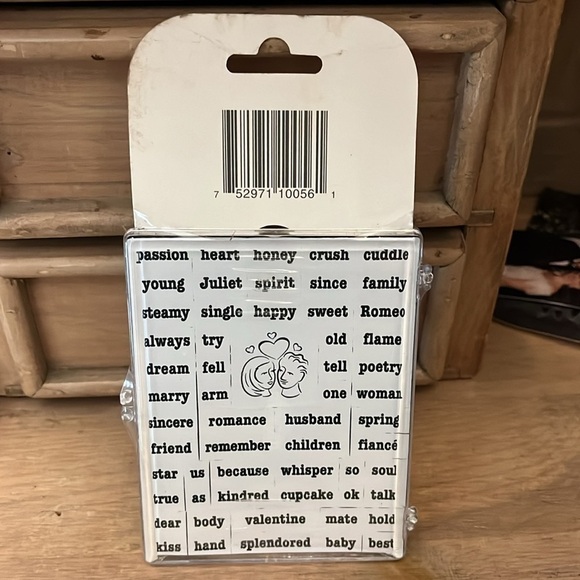 7 52971 10056 1
passion heart honey crush cuddle
young Juliet spirit since family
steamy single happy sweet Romeo
always try old flame
dream fell tell poetry
marry arm one woman
sincere romance husband spring
friend remember children fiancé
star us because whisper so soul
true as kindred cupcake ok talk
dear body valentine mate hold
kiss hand splendored baby best